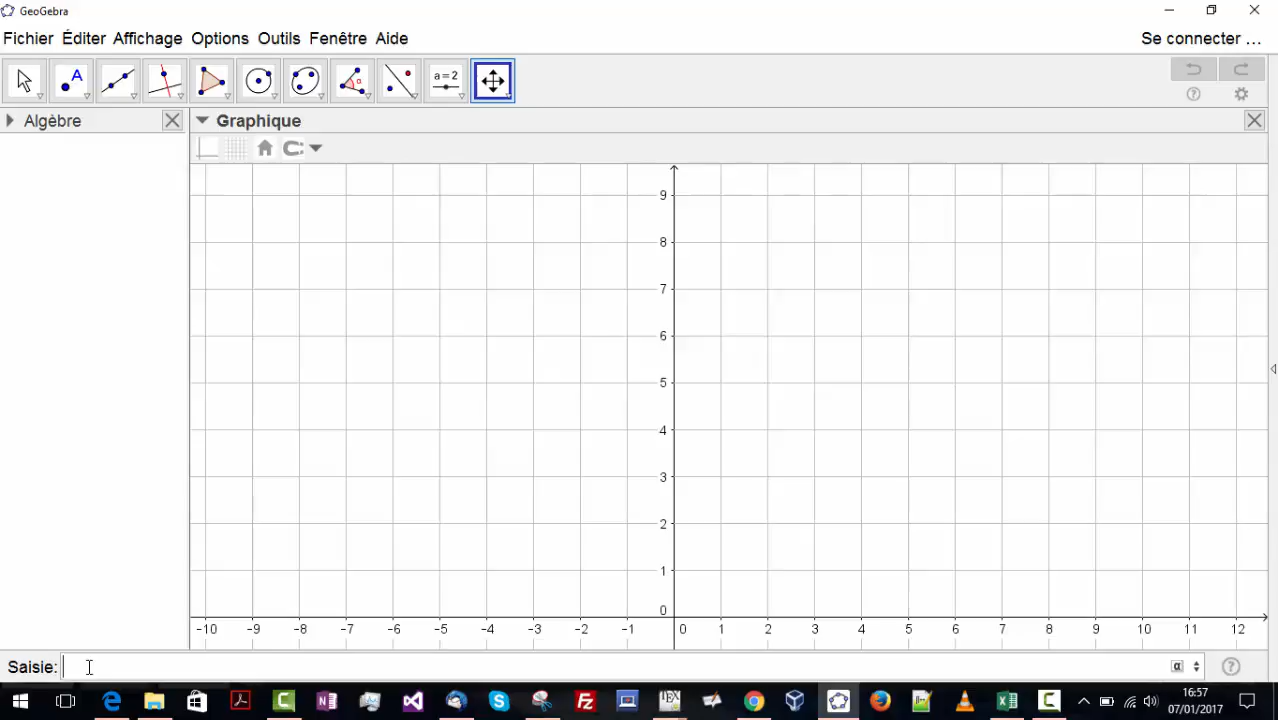 GeoGebra
Fichier Éditer Affichage Options Outils Fenêtre Aide
Se connecter ...
A
α
a=2
Algèbre
Graphique
9
8
7
6
5
4
3
2
1
0
-10 -9 -8 -7 -6 -5 -4 -3 -2 -1 0 1 2 3 4 5 6 7 8 9 10 11 12
Saisie:
α
16:57
07/01/2017